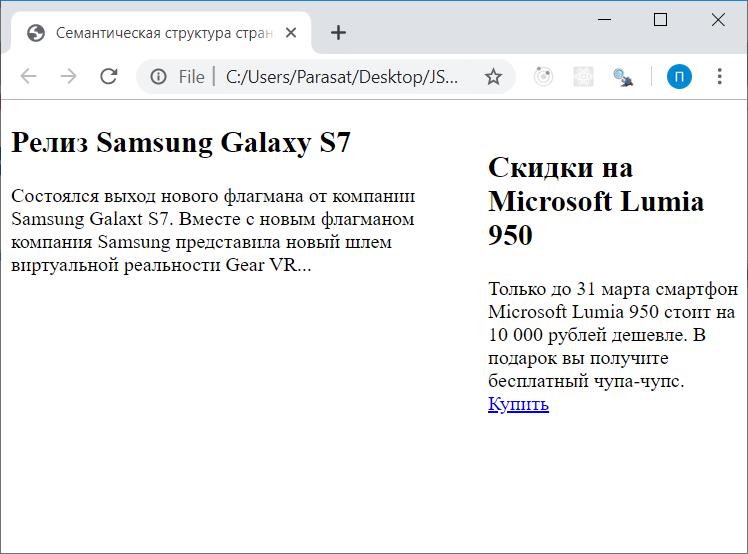 Семантическая структура стран
File
C:/Users/Parasat/Desktop/JS...
П
Релиз Samsung Galaxy S7
Состоялся выход нового флагмана от компании
Samsung Galaxt S7. Вместе с новым флагманом
компания Samsung представила новый шлем
виртуальной реальности Gear VR...
Скидки на
Microsoft Lumia
950
Только до 31 марта смартфон
Microsoft Lumia 950 стоит на
10 000 рублей дешевле. В
подарок вы получите
бесплатный чупа-чупс.
Купить